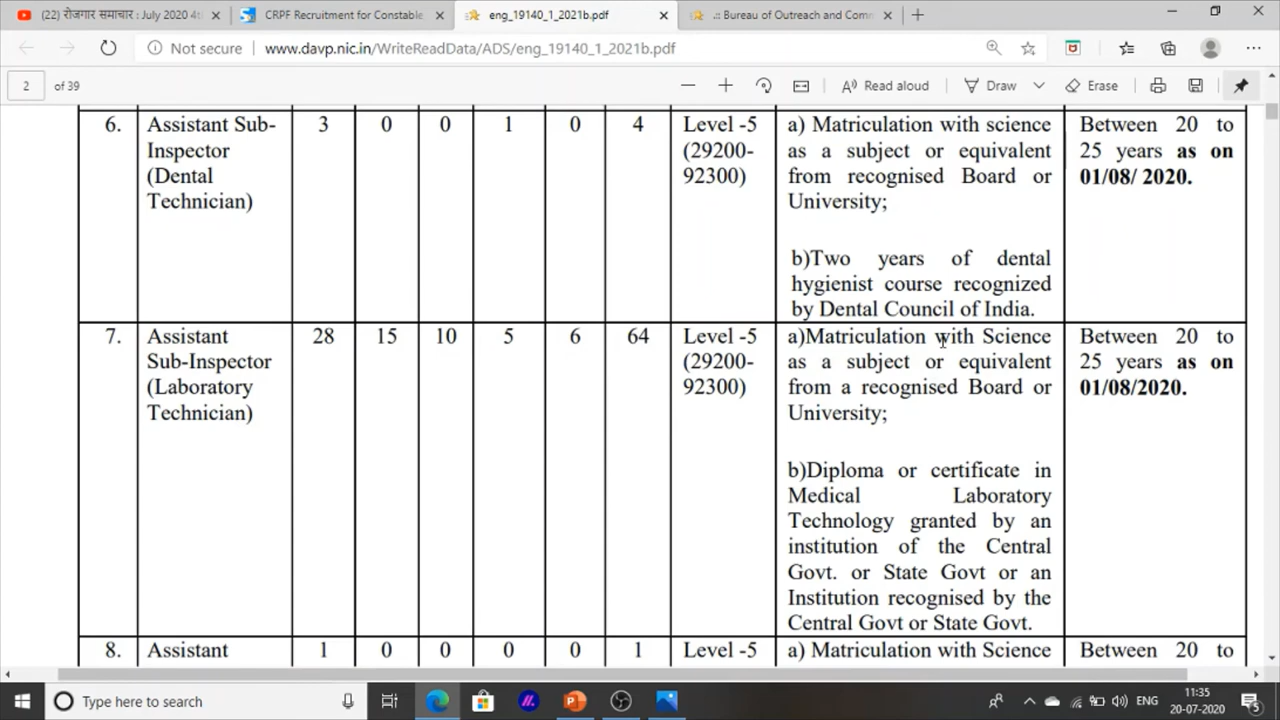 (22) रोजगार समाचार : July 2020 4t
CRPF Recruitment for Constable
eng_19140_1_2021b.pdf
.:: Bureau of Outreach and Com
Not secure | www.davp.nic.in/WriteReadData/ADS/eng_19140_1_2021b.pdf
2 of 39
Read aloud
Draw
Erase
6. Assistant Sub- 3 0 0 1 0 4 Level -5 a) Matriculation with science Between 20 to
Inspector (29200- as a subject or equivalent 25 years as on
(Dental 92300) from recognised Board or 01/08/ 2020.
Technician) University;
b)Two years of dental
hygienist course recognized
by Dental Council of India.
7. Assistant 28 15 10 5 6 64 Level -5 a)Matriculation with Science Between 20 to
Sub-Inspector (29200- as a subject or equivalent 25 years as on
(Laboratory 92300) from a recognised Board or 01/08/2020.
Technician) University;
b)Diploma or certificate in
Medical Laboratory
Technology granted by an
institution of the Central
Govt. or State Govt or an
Institution recognised by the
Central Govt or State Govt.
8. Assistant 1 0 0 0 0 1 Level -5 a) Matriculation with Science Between 20 to
Type here to search
ENG
11:35
20-07-2020
5